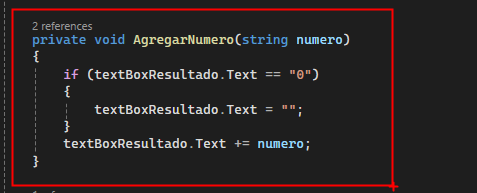 2 references
private void AgregarNumero(string numero)
{
if (textBoxResultado.Text == "0")
{
textBoxResultado.Text = "";
}
textBoxResultado.Text += numero;
}